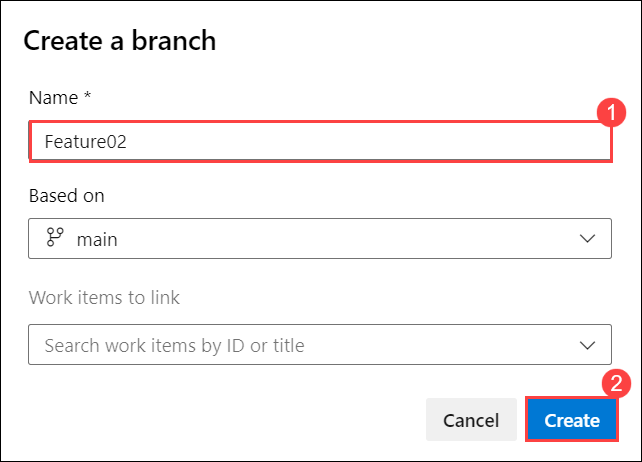 Create a branch
Name *
1
Feature02
Based on
main
Work items to link
Search work items by ID or title
2
Cancel
Create